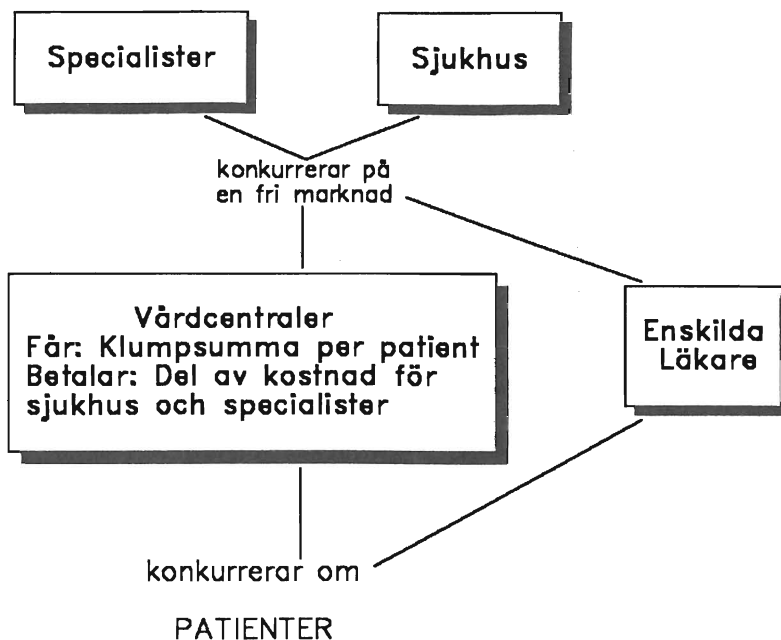 Specialister
Sjukhus
konkurrerar på
en fri marknad
Vårdcentraler
Får: Klumpsumma per patient
Betalar: Del av kostnad för
sjukhus och specialister
Enskilda
Läkare
konkurrerar om
PATIENTER